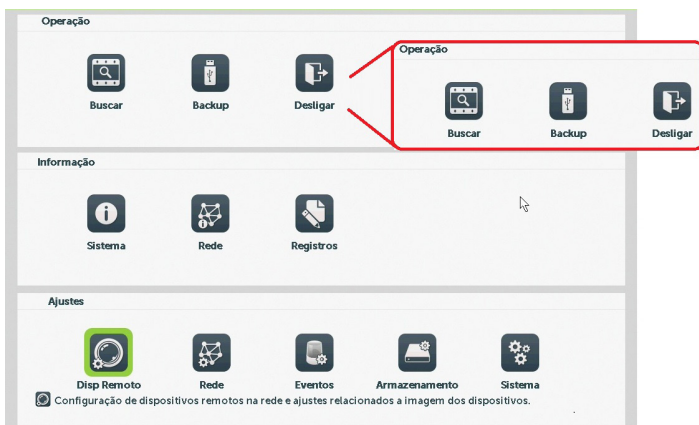 Operação
Buscar Backup Desligar
Operação
Buscar Backup Desligar
Informação
Sistema Rede Registros
Ajustes
Disp Remoto Rede Eventos Armazenamento Sistema
Configuração de dispositivos remotos na rede e ajustes relacionados a imagem dos dispositivos.